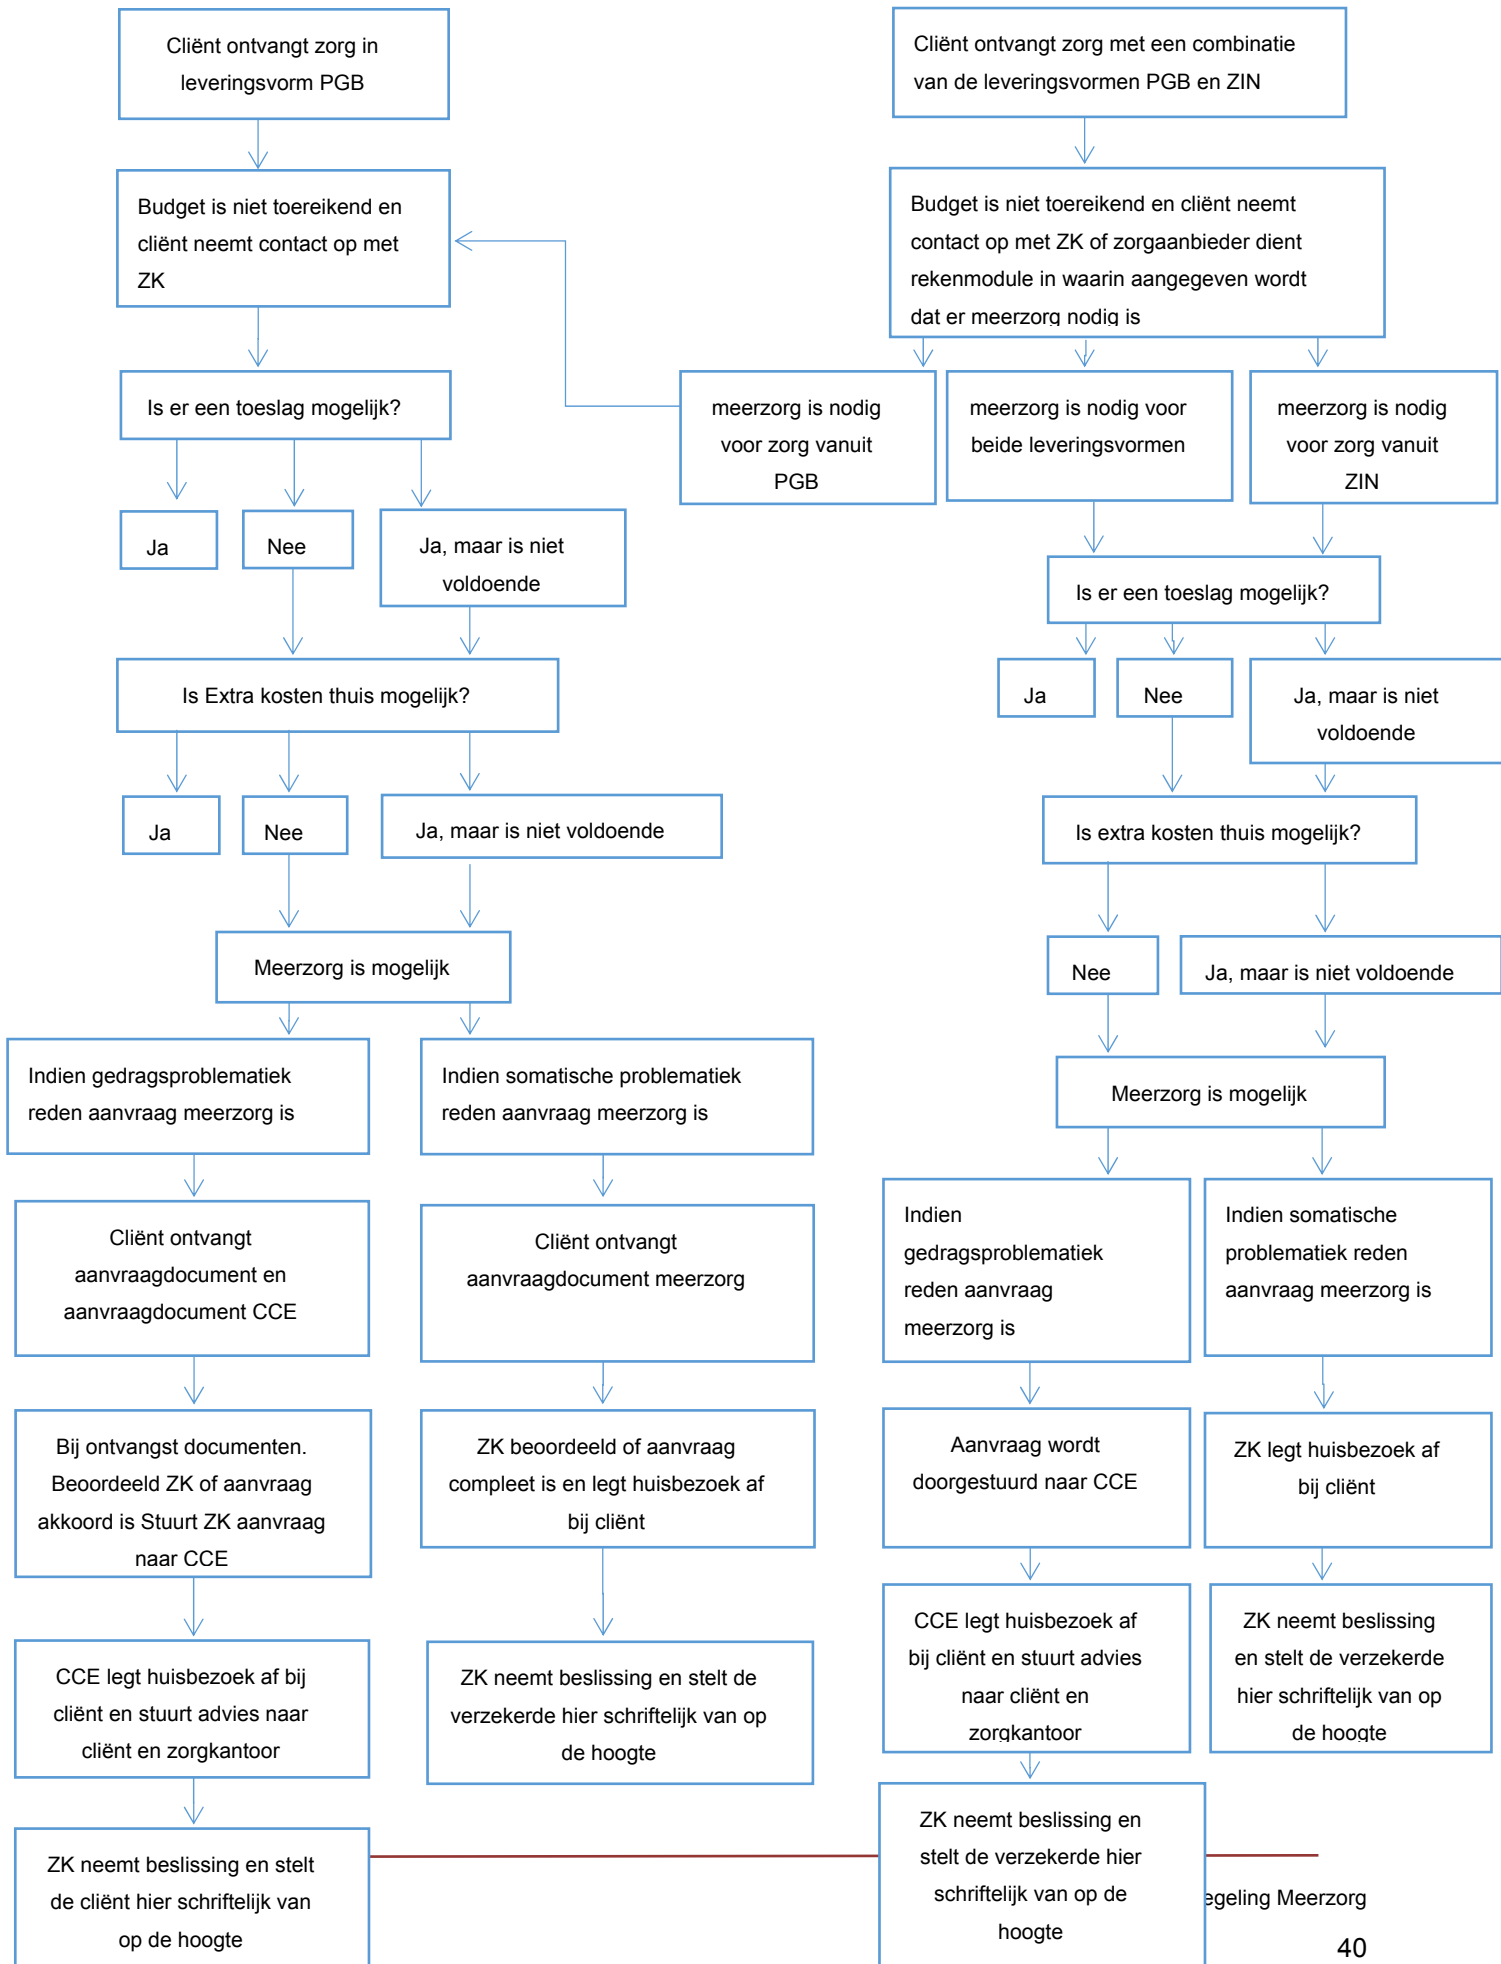 Cliënt ontvangt zorg in
leveringsvorm PGB
Budget is niet toereikend en
cliënt neemt contact op met
ZK
Is er een toeslag mogelijk?
Ja
Nee
Ja, maar is niet
voldoende
Is Extra kosten thuis mogelijk?
Ja
Nee
Ja, maar is niet voldoende
Meerzorg is mogelijk
Indien gedragsproblematiek
reden aanvraag meerzorg is
Cliënt ontvangt
aanvraagdocument en
aanvraagdocument CCE
Bij ontvangst documenten.
Beoordeeld ZK of aanvraag
akkoord is Stuurt ZK aanvraag
naar CCE
CCE legt huisbezoek af bij
cliënt en stuurt advies naar
cliënt en zorgkantoor
ZK neemt beslissing en stelt
de cliënt hier schriftelijk van
op de hoogte
Indien somatische problematiek
reden aanvraag meerzorg is
Cliënt ontvangt
aanvraagdocument meerzorg
ZK beoordeeld of aanvraag
compleet is en legt huisbezoek af
bij cliënt
ZK neemt beslissing en stelt de
verzekerde hier schriftelijk van op
de hoogte
Cliënt ontvangt zorg met een combinatie
van de leveringsvormen PGB en ZIN
Budget is niet toereikend en cliënt neemt
contact op met ZK of zorgaanbieder dient
rekenmodule in waarin aangegeven wordt
dat er meerzorg nodig is
meerzorg is nodig
voor zorg vanuit
PGB
meerzorg is nodig voor
beide leveringsvormen
meerzorg is nodig
voor zorg vanuit
ZIN
Is er een toeslag mogelijk?
Ja
Nee
Ja, maar is niet
voldoende
Is extra kosten thuis mogelijk?
Nee
Ja, maar is niet voldoende
Meerzorg is mogelijk
Indien
gedragsproblematiek
reden aanvraag
meerzorg is
Aanvraag wordt
doorgestuurd naar CCE
CCE legt huisbezoek af
bij cliënt en stuurt advies
naar cliënt en
zorgkantoor
ZK neemt beslissing en
stelt de verzekerde hier
schriftelijk van op de
hoogte
Indien somatische
problematiek reden
aanvraag meerzorg is
ZK legt huisbezoek af
bij cliënt
ZK neemt beslissing
en stelt de verzekerde
hier schriftelijk van op
de hoogte
egeling Meerzorg
40